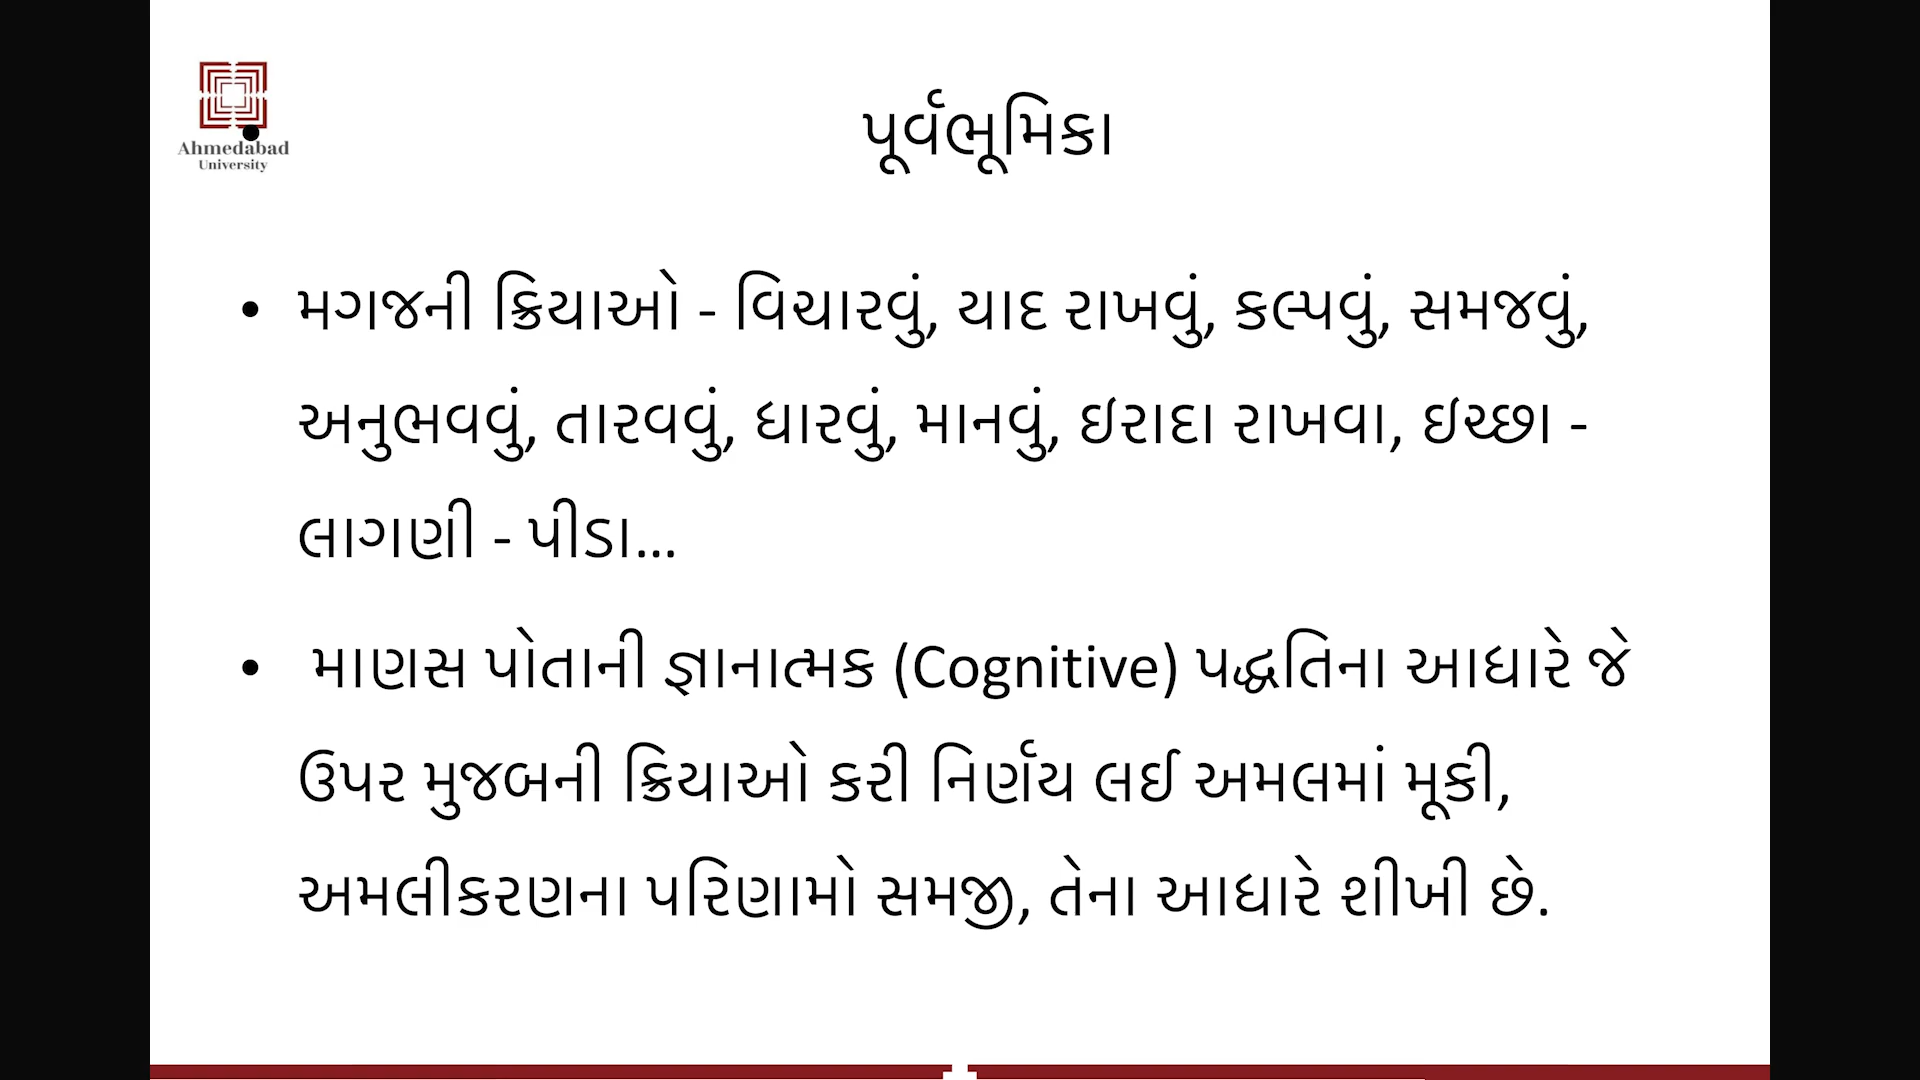 Ahmedabad
University
પૂર્વભૂમિકા
• મગજની ક્રિયાઓ - વિચારવું, યાદ રાખવું, કલ્પવું, સમજવું,
અનુભવવું, તારવવું, ધારવું, માનવું, ઇરાદા રાખવા, ઇચ્છા -
લાગણી - પીડા...
• માણસ પોતાની જ્ઞાનાત્મક (Cognitive) પદ્ધતિના આધારે જે
ઉપર મુજબની ક્રિયાઓ કરી નિર્ણય લઈ અમલમાં મૂકી,
અમલીકરણના પરિણામો સમજી, તેના આધારે શીખી છે.